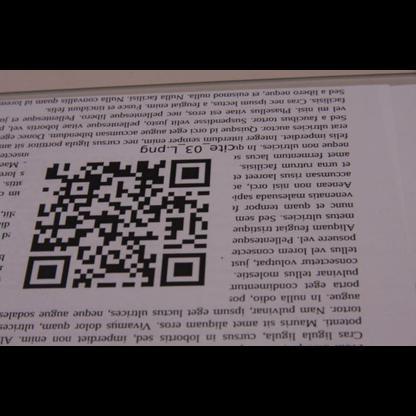 Cras ligula ligula, cursus in lobortis sed, imperdiet non enim.
potenti. Mauris sit amet aliquam eros. Vivamus dolor quam, ultrices
tortor. Nam pulvinar, ipsum eget luctus ultrices, neque augue sodales
augue. In nulla odio, por
porta eget condimentum
pulvinar tellus molestie.
consectetur volutpat, just
tellus vel lorem consecte
posuere vel. Pellentesque
Aliquam feugiat tristique
metus ultricies. Sed sem
nunc et quam tempor f
venenatis malesuada sapi
Aenean non nisi orci, ac
accumsan risus laoreet et
et urna rutrum facilisis.
amet fermentum lacus
cite_03_L.png
neque non ultricies. In
felis imperdiet. Integer interdum semper enim, nec cursus ligula porttitor sit am
erat ultricies auctor. Quisque id orci eget augue accumsan bibendum. Donec eget
Sed a faucibus tortor. Suspendisse velit justo, pellentesque vitae lobortis vel, p
vel mi nisi. Phasellus vitae est eros, nec pellentesque libero. Pellentesque et jus
facilisis. Cras nec ipsum lectus, a feugiat enim. Fusce et tincidunt felis.
Sed a libero neque, et euismod nulla. Nulla facilisi. Nulla convallis quam id lorem